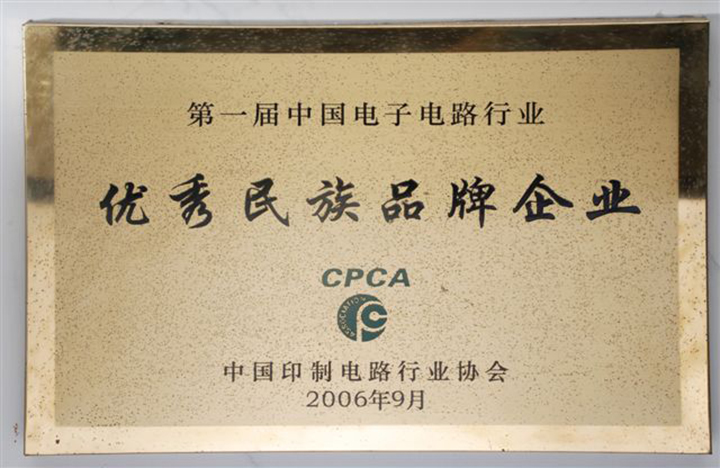 第一届中国电子电路行业
优秀民族品牌企业
CPCA
ASSOCIATION
中国印制电路行业协会
2006年9月